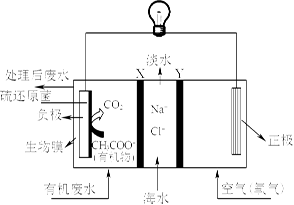 淡水
X Y
处理后废水
硫还原菌
负极
生物膜
CO₂
CH₃COO⁻
(有机物)
Na⁺
Cl⁻
正极
有机废水
海水
空气(氧气)